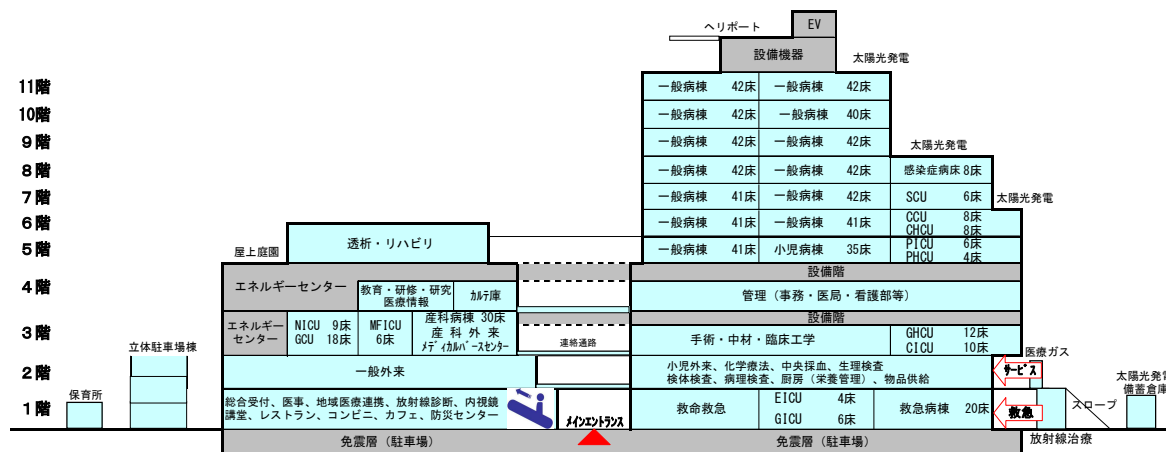 ヘリポート
EV
設備機器
太陽光発電
11階
一般病棟 42床 一般病棟 42床
10階
一般病棟 42床 一般病棟 40床
9階
一般病棟 42床 一般病棟 42床
太陽光発電
8階
一般病棟 42床 一般病棟 42床 感染症病床 8床
7階
一般病棟 41床 一般病棟 42床 SCU 6床
太陽光発電
6階
一般病棟 41床 一般病棟 41床 CCU 8床
CHCU 8床
5階
屋上庭園
透析・リハビリ
一般病棟 41床 小児病棟 35床 PICU 6床
PHCU 4床
設備階
4階
エネルギーセンター
教育・研修・研究
医療情報
カルテ庫
管理（事務・医局・看護部等）
設備階
3階
エネルギー
センター
NICU 9床
GCU 18床
MFICU
6床
産科病棟 30床
産科外来
メディカルバースセンター
連絡通路
手術・中材・臨床工学
GHCU 12床
CICU 10床
立体駐車場棟
2階
一般外来
小児外来、化学療法、中央採血、生理検査
検体検査、病理検査、厨房（栄養管理）、物品供給
サービス
医療ガス
保育所
太陽光発電
備蓄倉庫
1階
総合受付、医事、地域医療連携、放射線診断、内視鏡
講堂、レストラン、コンビニ、カフェ、防災センター
メインエントランス
救命救急
EICU 4床
GICU 6床
救急病棟 20床
救急
スロープ
放射線治療
免震層（駐車場）
免震層（駐車場）